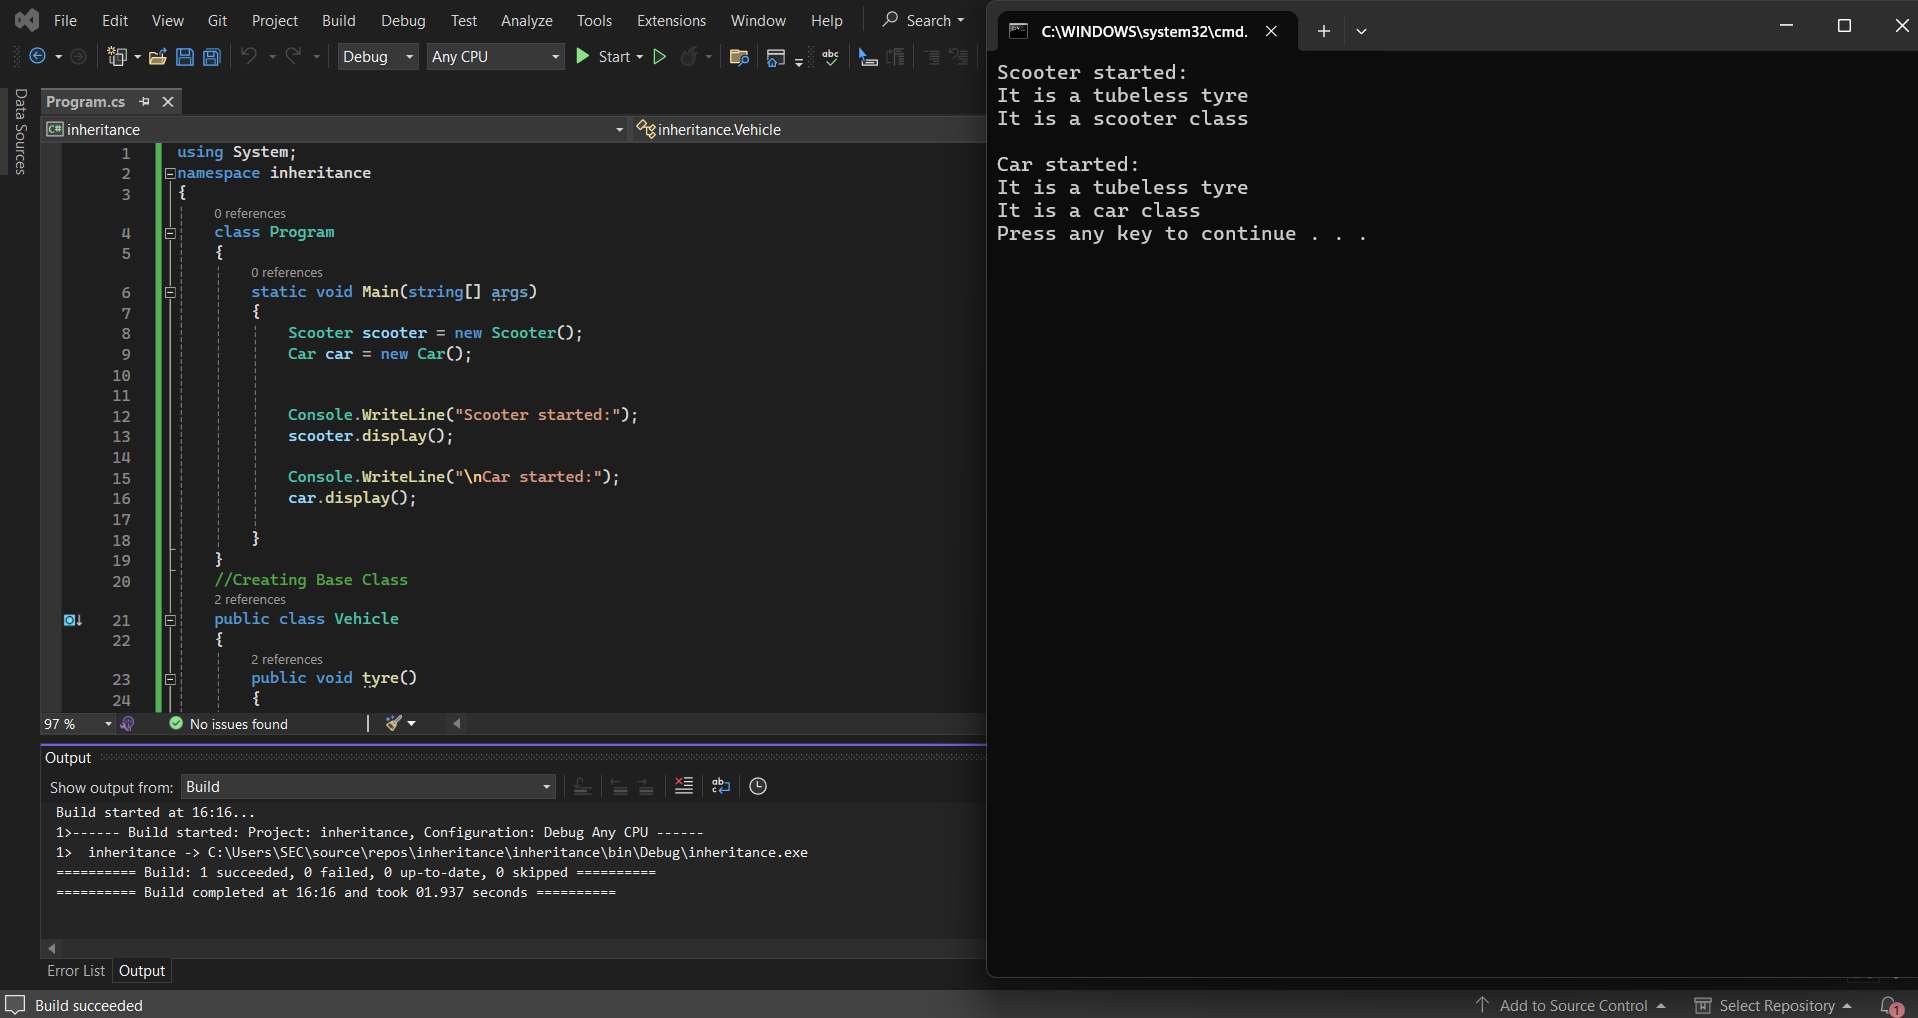 File Edit View Git Project Build Debug Test Analyze Tools Extensions Window Help Search
Debug Any CPU Start
Data Sources
Program.cs
C# inheritance inheritance.Vehicle
1 using System;
2 namespace inheritance
3 {
0 references
4 class Program
5 {
0 references
6 static void Main(string[] args)
7 {
8 Scooter scooter = new Scooter();
9 Car car = new Car();
10
11
12 Console.WriteLine("Scooter started:");
13 scooter.display();
14
15 Console.WriteLine("\nCar started:");
16 car.display();
17
18 }
19 }
20 //Creating Base Class
2 references
21 public class Vehicle
22 {
2 references
23 public void tyre()
24 {
97 % No issues found
Output
Show output from: Build
Build started at 16:16...
1>------ Build started: Project: inheritance, Configuration: Debug Any CPU ------
1>  inheritance -> C:\Users\SEC\source\repos\inheritance\inheritance\bin\Debug\inheritance.exe
========== Build: 1 succeeded, 0 failed, 0 up-to-date, 0 skipped ==========
========== Build completed at 16:16 and took 01.937 seconds ==========
Error List Output
Build succeeded
C:\WINDOWS\system32\cmd.
Scooter started:
It is a tubeless tyre
It is a scooter class
Car started:
It is a tubeless tyre
It is a car class
Press any key to continue . . .
Add to Source Control Select Repository 1